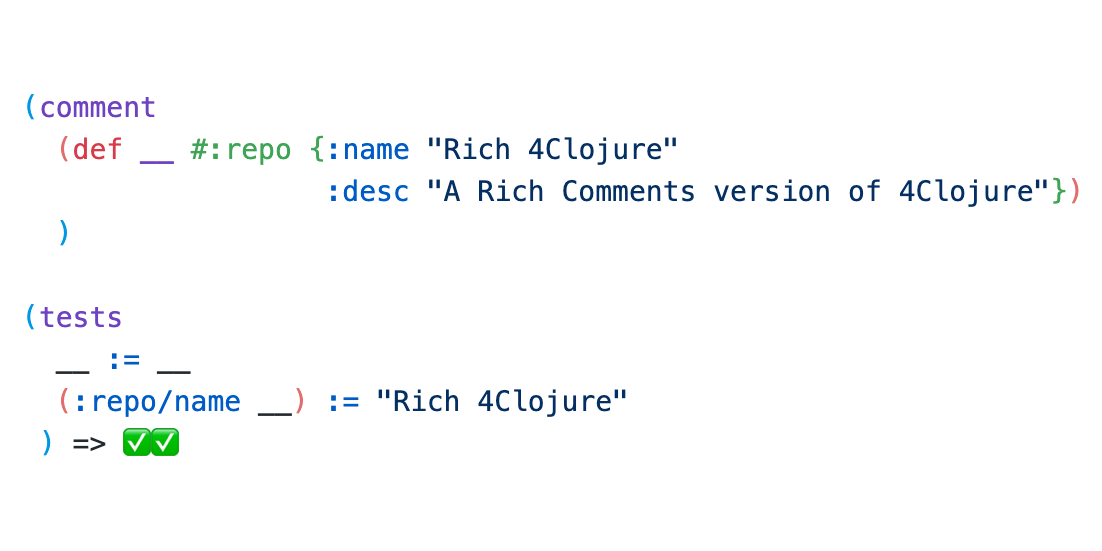 (comment
  (def __ #:repo {:name "Rich 4Clojure"
                  :desc "A Rich Comments version of 4Clojure"})
  )
(tests
  __ := __
  (:repo/name __) := "Rich 4Clojure"
 ) => ✅✅